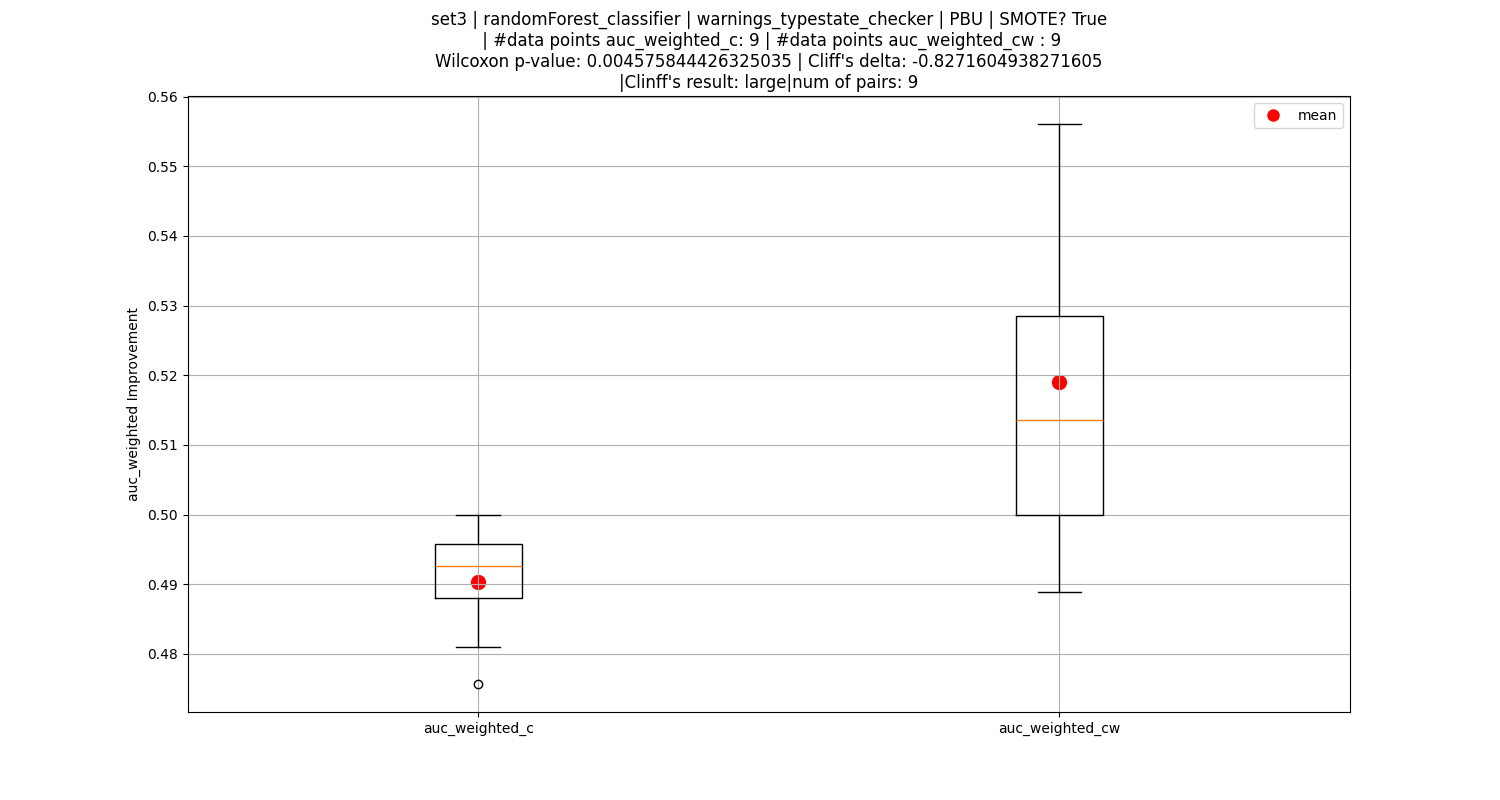 set3 | randomForest_classifier | warnings_typestate_checker | PBU | SMOTE? True
| #data points auc_weighted_c: 9 | #data points auc_weighted_cw : 9
Wilcoxon p-value: 0.004575844426325035 | Cliff's delta: -0.8271604938271605
|Clinff's result: large|num of pairs: 9
0.56
mean
0.55
0.54
0.53
0.52
0.51
0.50
0.49
0.48
auc_weighted Improvement
auc_weighted_c
auc_weighted_cw